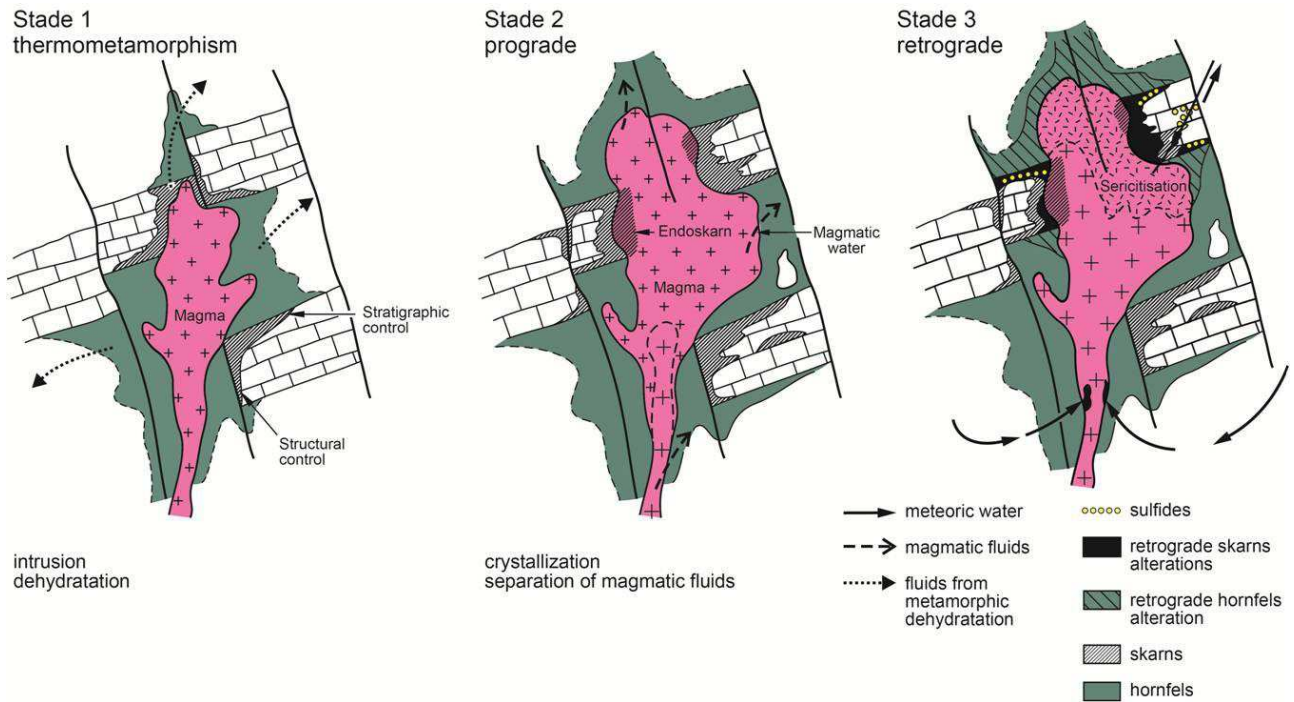 Stade 1
thermometamorphism
Magma
Stratigraphic
control
Structural
control
intrusion
dehydratation
Stade 2
prograde
Endoskarn
Magma
Magmatic
water
crystallization
separation of magmatic fluids
Stade 3
retrograde
Sericitisation
meteoric water
magmatic fluids
fluids from
metamorphic
dehydratation
sulfides
retrograde skarns
alterations
retrograde hornfels
alteration
skarns
hornfels